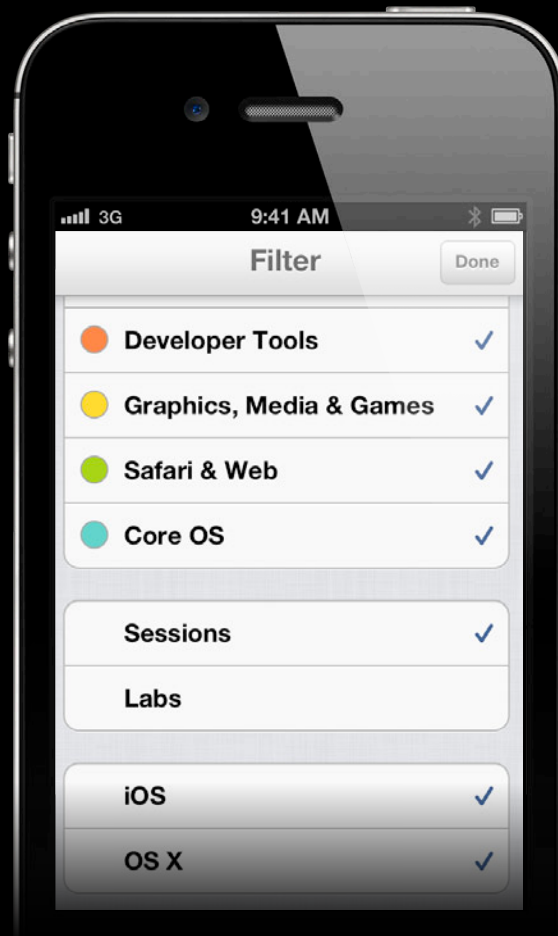 3G 9:41 AM
Filter Done
Developer Tools
Graphics, Media & Games
Safari & Web
Core OS
Sessions
Labs
iOS
OS X